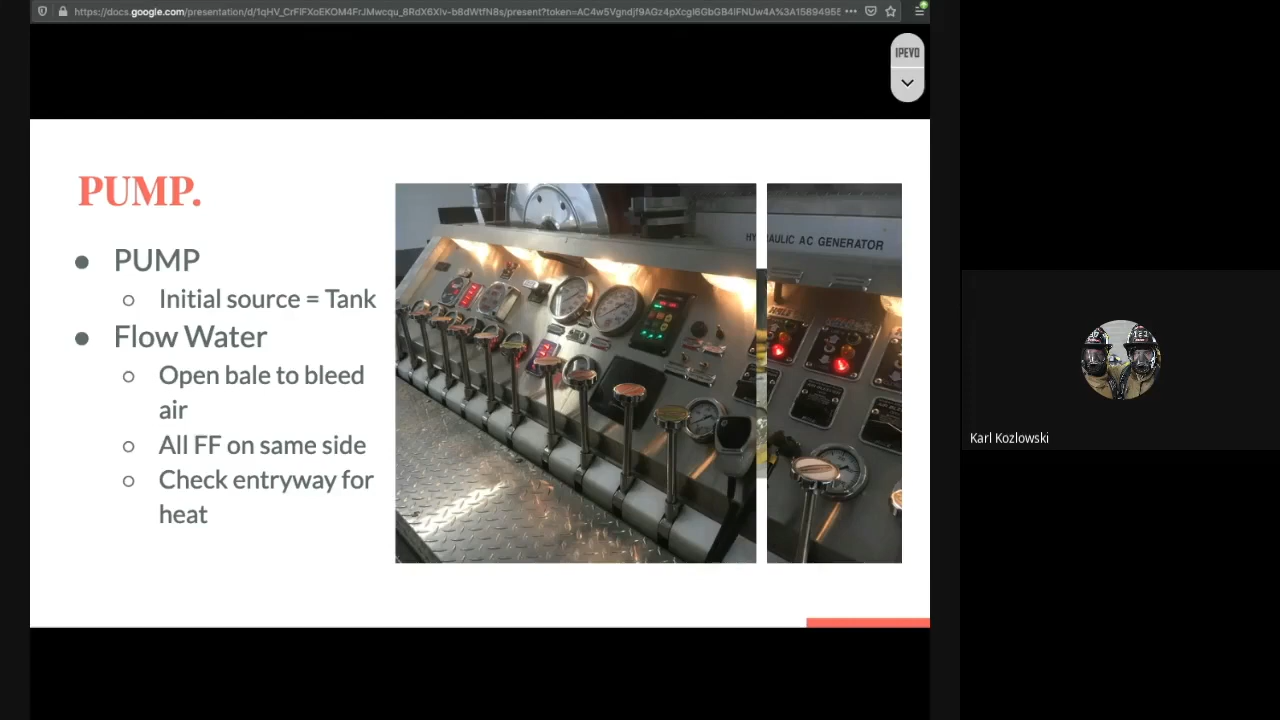 IPEVO
PUMP.
PUMP
Initial source = Tank
Flow Water
Open bale to bleed
air
All FF on same side
Check entryway for
heat
HYDRAULIC AC GENERATOR
Karl Kozlowski